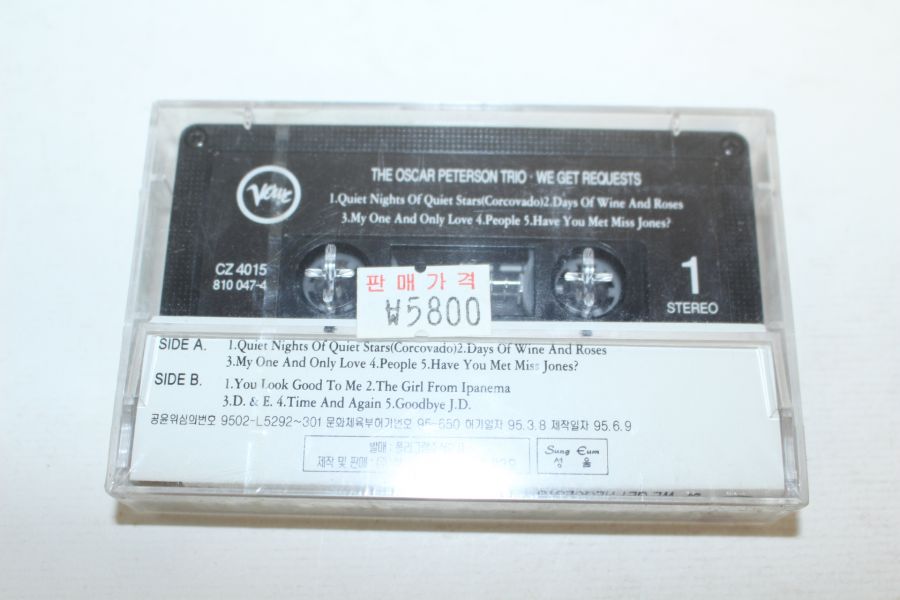 Verve
THE OSCAR PETERSON TRIO · WE GET REQUESTS
1.Quiet Nights Of Quiet Stars(Corcovado)2.Days Of Wine And Roses
3.My One And Only Love 4.People 5.Have You Met Miss Jones?
CZ 4015
810 047-4
판매가격
₩5800
1
STEREO
SIDE A. 1.Quiet Nights Of Quiet Stars(Corcovado)2.Days Of Wine And Roses
3.My One And Only Love 4.People 5.Have You Met Miss Jones?
SIDE B. 1.You Look Good To Me 2.The Girl From Ipanema
3.D. & E. 4.Time And Again 5.Goodbye J.D.
공윤위심의번호 9502-L5292~301 문화체육부허가번호 95-650 허가일자 95.3.8 제작일자 95.6.9
발매 :
제작 및 판매 :
Sung Eum
성 음